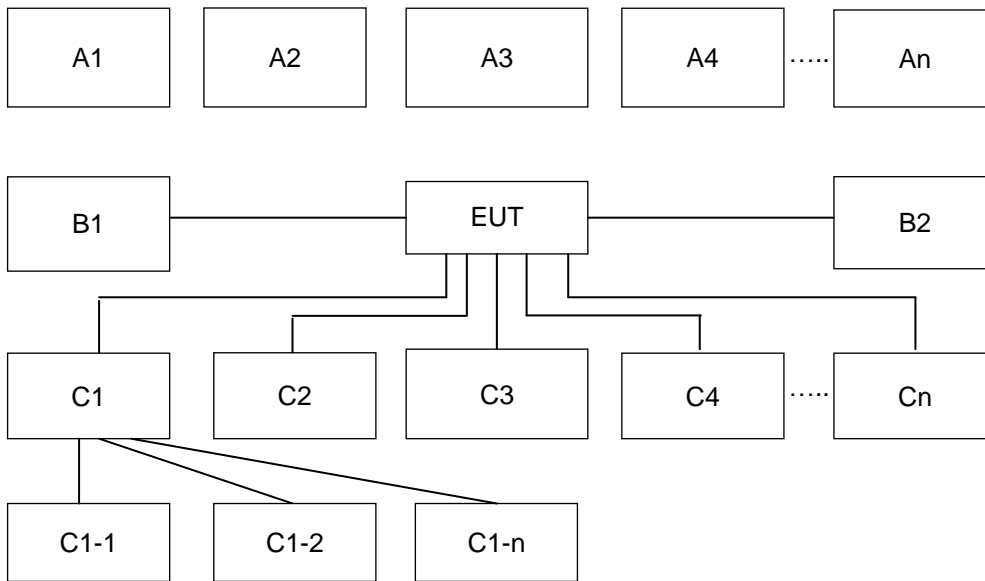 A1 A2 A3 A4 ..... An
B1 EUT B2
C1 C2 C3 C4 ..... Cn
C1-1 C1-2 C1-n